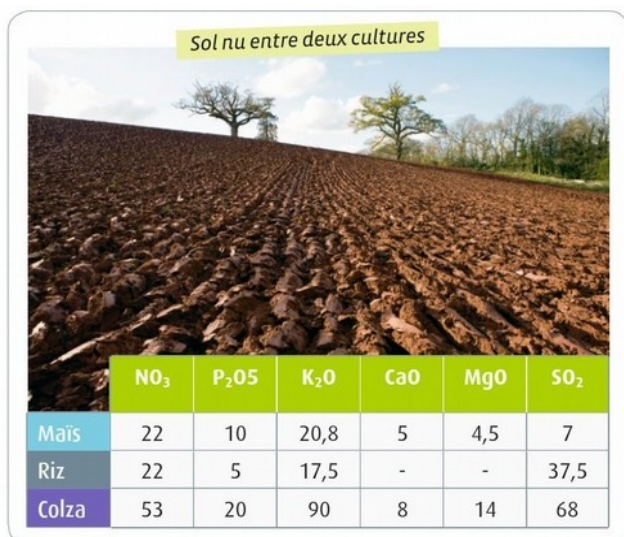 Sol nu entre deux cultures
NO₃ P₂O5 K₂O CaO MgO SO₂
Maïs 22 10 20,8 5 4,5 7
Riz 22 5 17,5 - - 37,5
Colza 53 20 90 8 14 68